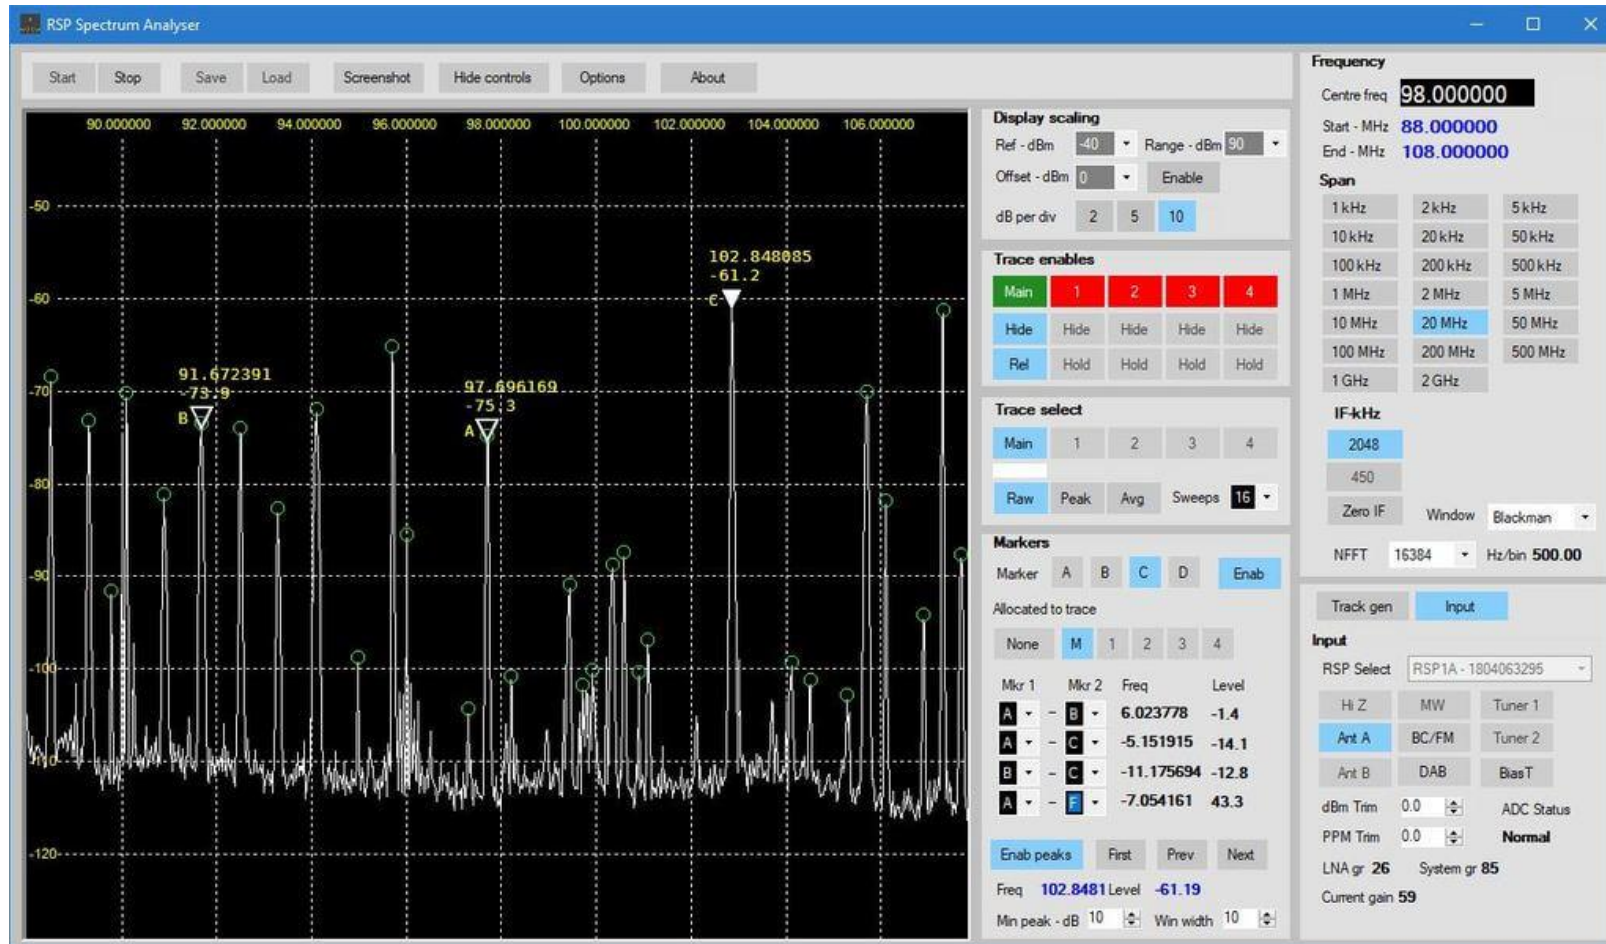 RSP Spectrum Analyser
Start Stop Save Load Screenshot Hide controls Options About
90.000000 92.000000 94.000000 96.000000 98.000000 100.000000 102.000000 104.000000 106.000000
-50
102.848085
-61.2
-60
C
91.672391
-73.9
-70
B
97.696169
-75.3
A
-80
-90
-100
-110
-120
Display scaling
Ref - dBm -40 Range - dBm 90
Offset - dBm 0 Enable
dB per div 2 5 10
Trace enables
Main 1 2 3 4
Hide Hide Hide Hide Hide
Rel Hold Hold Hold Hold
Trace select
Main 1 2 3 4
Raw Peak Avg Sweeps 16
Markers
Marker A B C D Enab
Allocated to trace
None M 1 2 3 4
Mkr 1 Mkr 2 Freq Level
A - B 6.023778 -1.4
A - C -5.151915 -14.1
B - C -11.175694 -12.8
A - F -7.054161 43.3
Enab peaks First Prev Next
Freq 102.8481 Level -61.19
Min peak - dB 10 Win width 10
Frequency
Centre freq 98.000000
Start - MHz 88.000000
End - MHz 108.000000
Span
1 kHz 2 kHz 5 kHz
10 kHz 20 kHz 50 kHz
100 kHz 200 kHz 500 kHz
1 MHz 2 MHz 5 MHz
10 MHz 20 MHz 50 MHz
100 MHz 200 MHz 500 MHz
1 GHz 2 GHz
IF-kHz
2048
450
Zero IF Window Blackman
NFFT 16384 Hz/bin 500.00
Track gen Input
Input
RSP Select RSP1A - 1804063295
Hi Z MW Tuner 1
Ant A BC/FM Tuner 2
Ant B DAB BiasT
dBm Trim 0.0 ADC Status
PPM Trim 0.0 Normal
LNA gr 26 System gr 85
Current gain 59